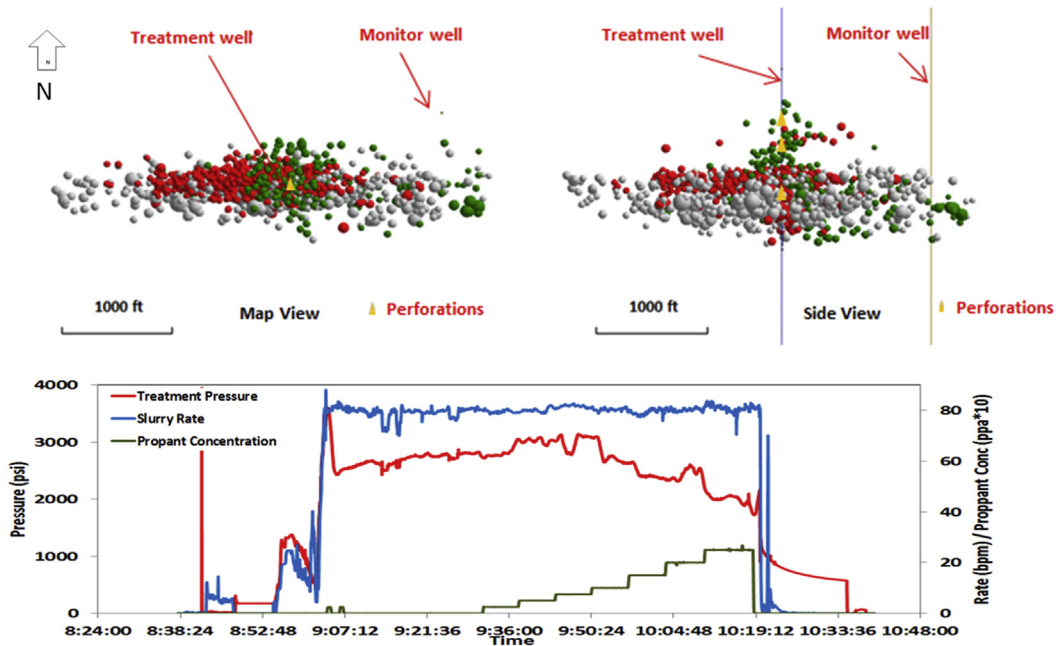 Treatment well
Monitor well
Treatment well
Monitor well
N
N
1000 ft
Map View
Perforations
1000 ft
Side View
Perforations
4000
3000
2000
1000
0
Pressure (psi)
Treatment Pressure
Slurry Rate
Propant Concentration
80
60
40
20
0
Rate (bpm) / Proppant Conc (ppa*10)
8:24:00 8:38:24 8:52:48 9:07:12 9:21:36 9:36:00 9:50:24 10:04:48 10:19:12 10:33:36 10:48:00
Time